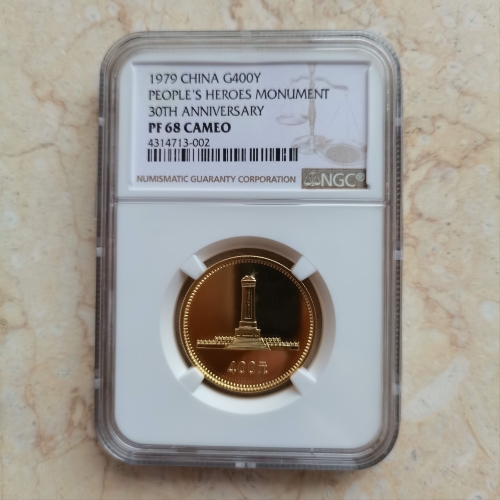 1979 CHINA G400Y
PEOPLE'S HEROES MONUMENT
30TH ANNIVERSARY
PF 68 CAMEO
4314713-002
NUMISMATIC GUARANTY CORPORATION NGC®
400元